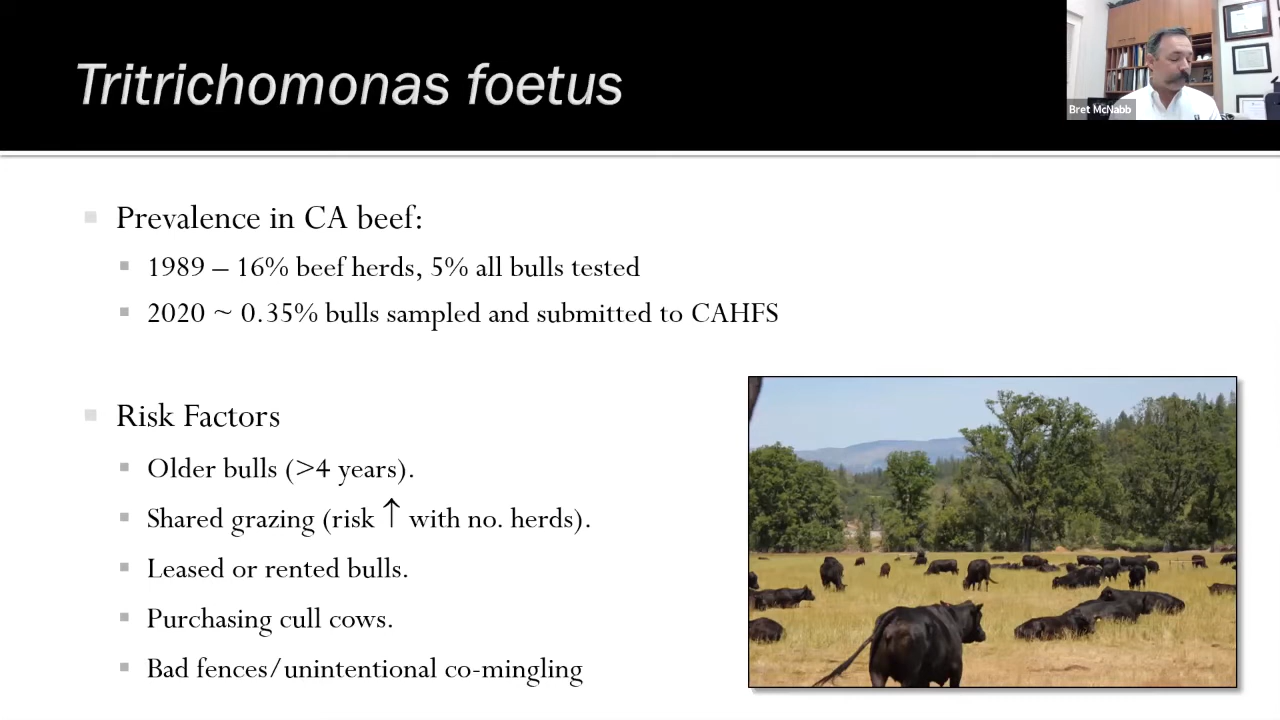 Tritrichomonas foetus
Bret McNabb
Prevalence in CA beef:
1989 – 16% beef herds, 5% all bulls tested
2020 ~ 0.35% bulls sampled and submitted to CAHFS
Risk Factors
Older bulls (>4 years).
Shared grazing (risk ↑ with no. herds).
Leased or rented bulls.
Purchasing cull cows.
Bad fences/unintentional co-mingling